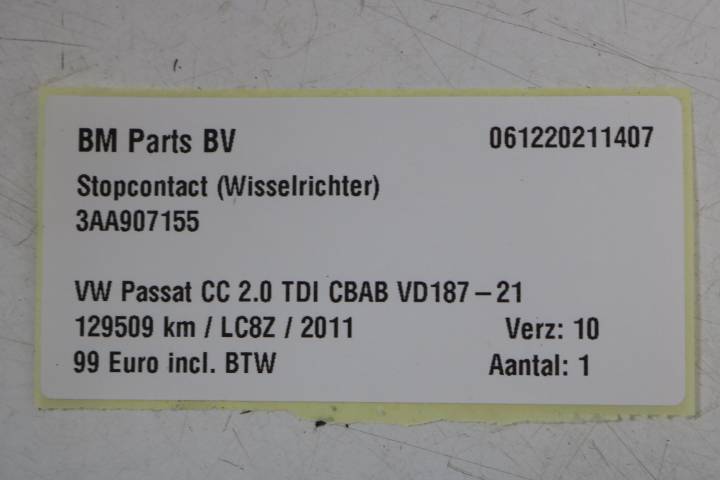 BM Parts BV 061220211407
Stopcontact (Wisselrichter)
3AA907155
VW Passat CC 2.0 TDI CBAB VD187-21
129509 km / LC8Z / 2011 Verz: 10
99 Euro incl. BTW Aantal: 1